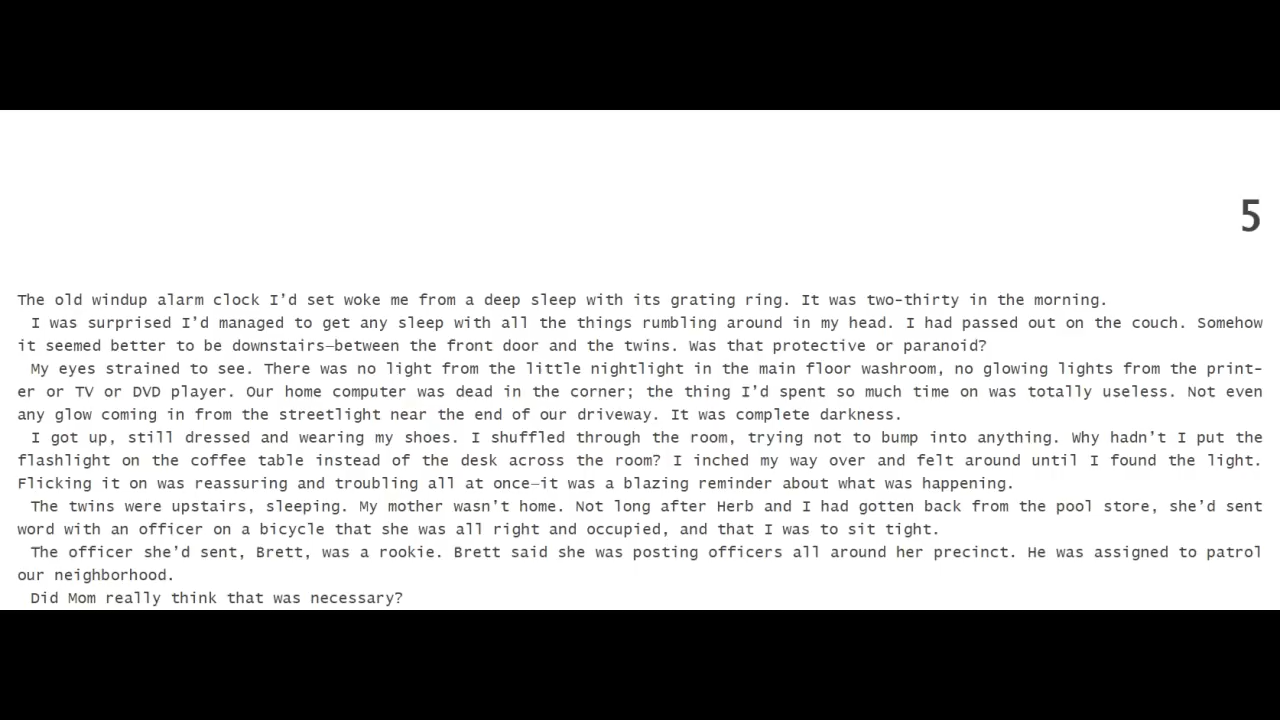 5
The old windup alarm clock I’d set woke me from a deep sleep with its grating ring. It was two-thirty in the morning.
I was surprised I’d managed to get any sleep with all the things rumbling around in my head. I had passed out on the couch. Somehow
it seemed better to be downstairs—between the front door and the twins. Was that protective or paranoid?
My eyes strained to see. There was no light from the little nightlight in the main floor washroom, no glowing lights from the print-
er or TV or DVD player. Our home computer was dead in the corner; the thing I’d spent so much time on was totally useless. Not even
any glow coming in from the streetlight near the end of our driveway. It was complete darkness.
I got up, still dressed and wearing my shoes. I shuffled through the room, trying not to bump into anything. Why hadn’t I put the
flashlight on the coffee table instead of the desk across the room? I inched my way over and felt around until I found the light.
Flicking it on was reassuring and troubling all at once—it was a blazing reminder about what was happening.
The twins were upstairs, sleeping. My mother wasn’t home. Not long after Herb and I had gotten back from the pool store, she’d sent
word with an officer on a bicycle that she was all right and occupied, and that I was to sit tight.
The officer she’d sent, Brett, was a rookie. Brett said she was posting officers all around her precinct. He was assigned to patrol
our neighborhood.
Did Mom really think that was necessary?